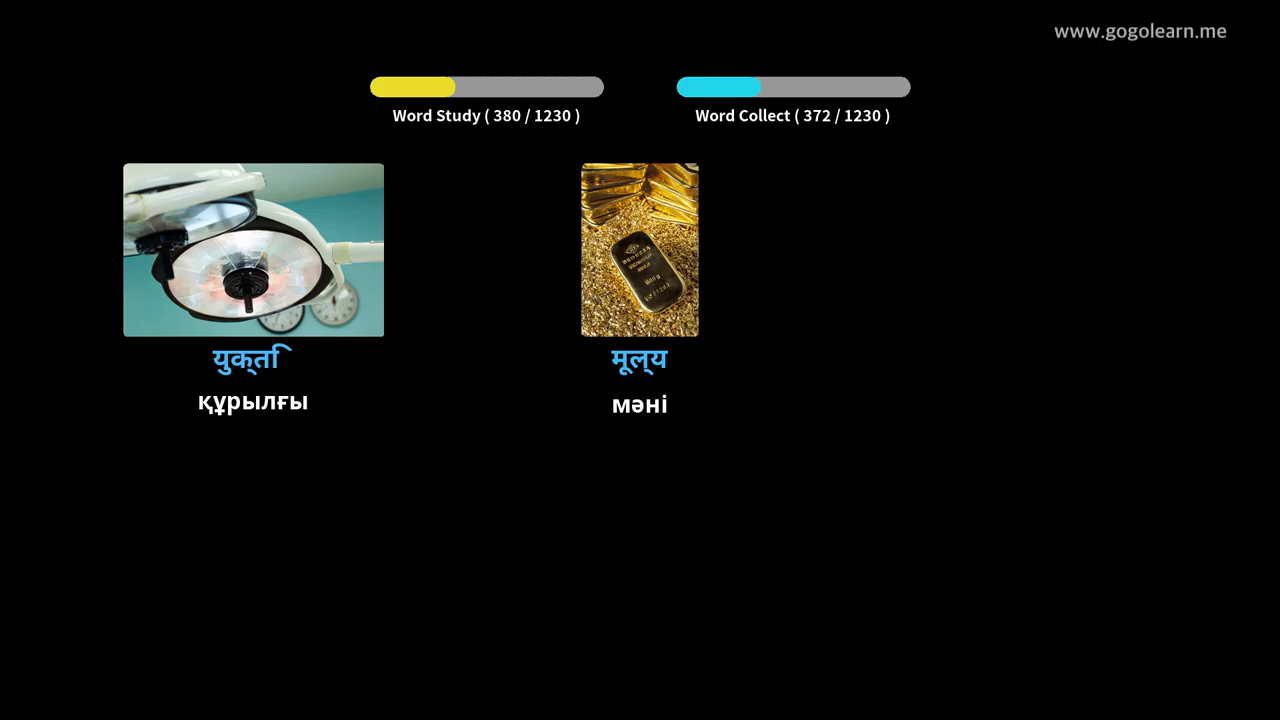 www.gogolearn.me
Word Study ( 380 / 1230 )
Word Collect ( 372 / 1230 )
युक्ति
मूल्य
құрылғы
мәні